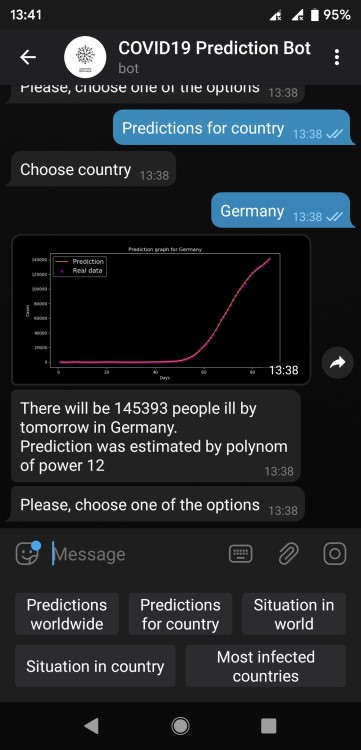 13:41
95%
COVID19 Prediction Bot
bot
Please, choose one of the options 13:38
Predictions for country 13:38
Choose country 13:38
Germany 13:38
Prediction graph for Germany
Prediction
Real data
140000
120000
100000
80000
60000
40000
20000
0
Cases
0 20 40 60 80
Days
13:38
There will be 145393 people ill by
tomorrow in Germany.
Prediction was estimated by polynom
of power 12
13:38
Please, choose one of the options 13:38
Message
Predictions
worldwide
Predictions
for country
Situation in
world
Situation in country
Most infected
countries